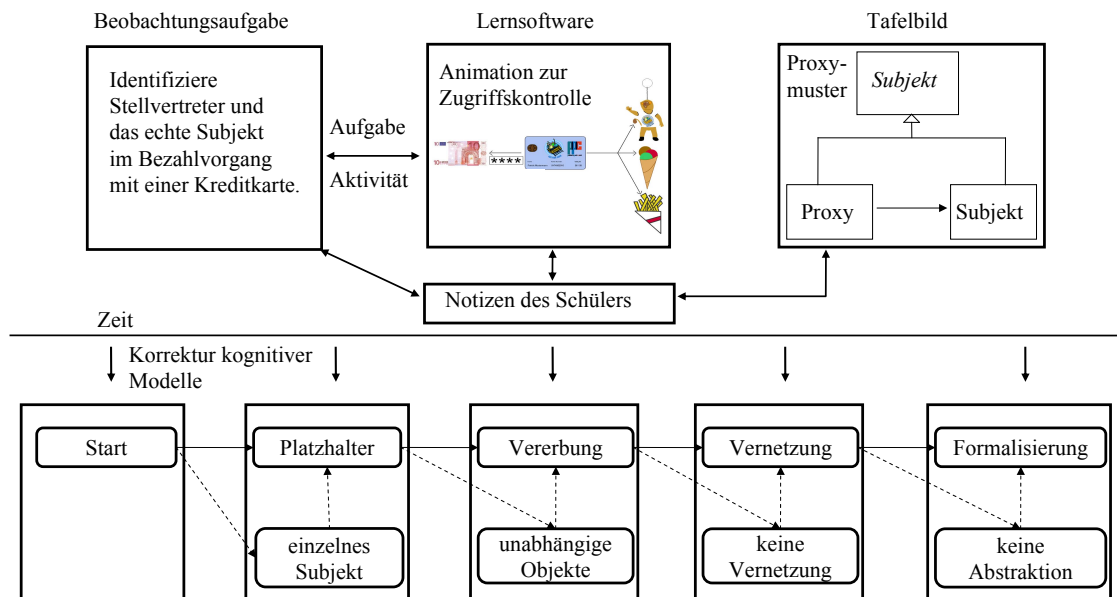 Beobachtungsaufgabe
Lernsoftware
Tafelbild
Identifiziere
Stellvertreter und
das echte Subjekt
im Bezahlvorgang
mit einer Kreditkarte.
Aufgabe
Aktivität
Animation zur
Zugriffskontrolle
****
Proxy-
muster
Subjekt
Proxy
Subjekt
Notizen des Schülers
Zeit
Korrektur kognitiver
Modelle
Start
Platzhalter
Vererbung
Vernetzung
Formalisierung
einzelnes
Subjekt
unabhängige
Objekte
keine
Vernetzung
keine
Abstraktion